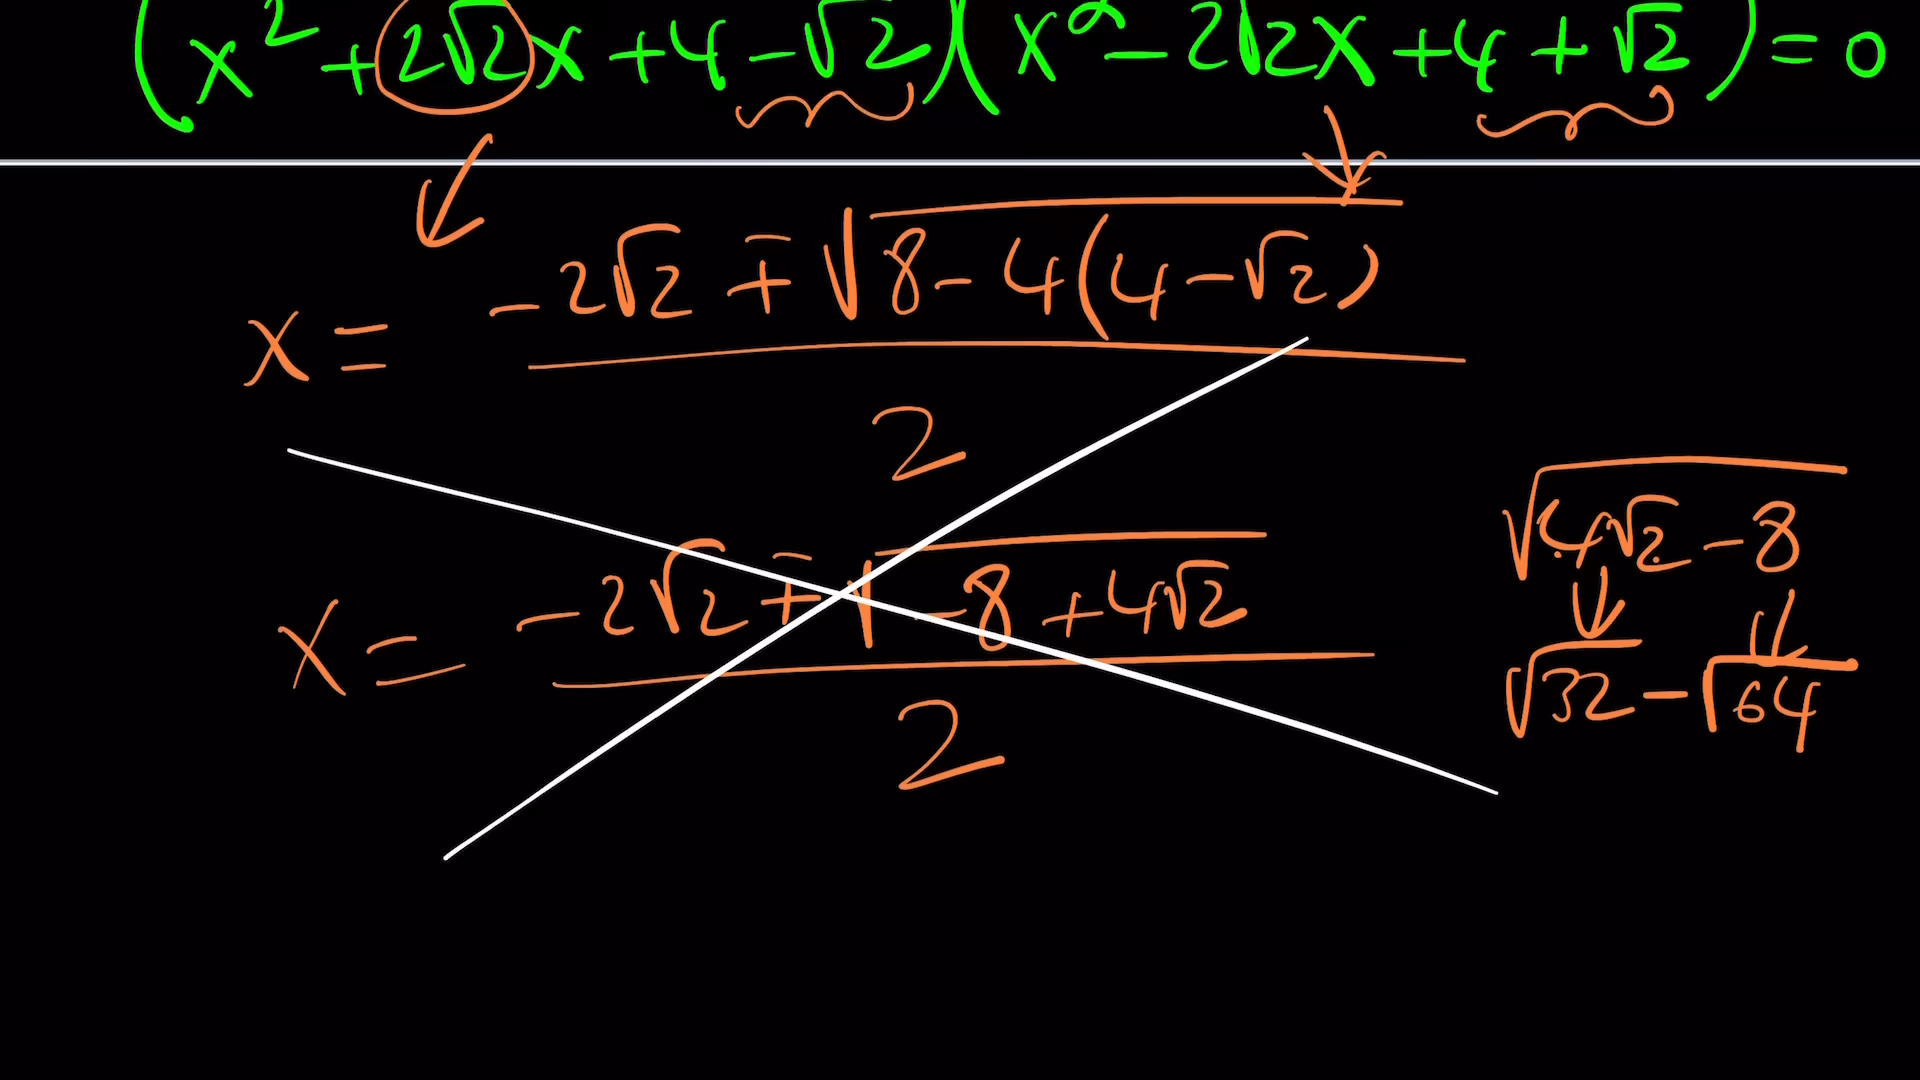 (x² + 2√2x + 4 - √2)(x² - 2√2x + 4 + √2) = 0
x = (-2√2 ∓ √(8 - 4(4 - √2))) / 2
x = (-2√2 ∓ √(-8 + 4√2)) / 2
√(4√2 - 8)
√32 - √64